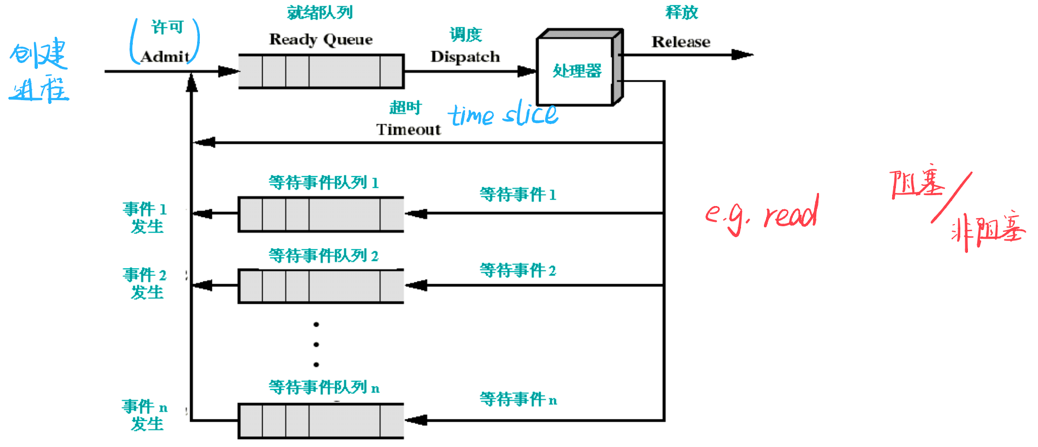 创建
进程
(许可)
Admit
就绪队列
Ready Queue
调度
Dispatch
处理器
释放
Release
超时
Timeout
time slice
等待事件队列 1
等待事件 1
事件 1
发生
e.g. read
阻塞/
非阻塞
等待事件队列 2
等待事件 2
事件 2
发生
等待事件队列 n
等待事件 n
事件 n
发生